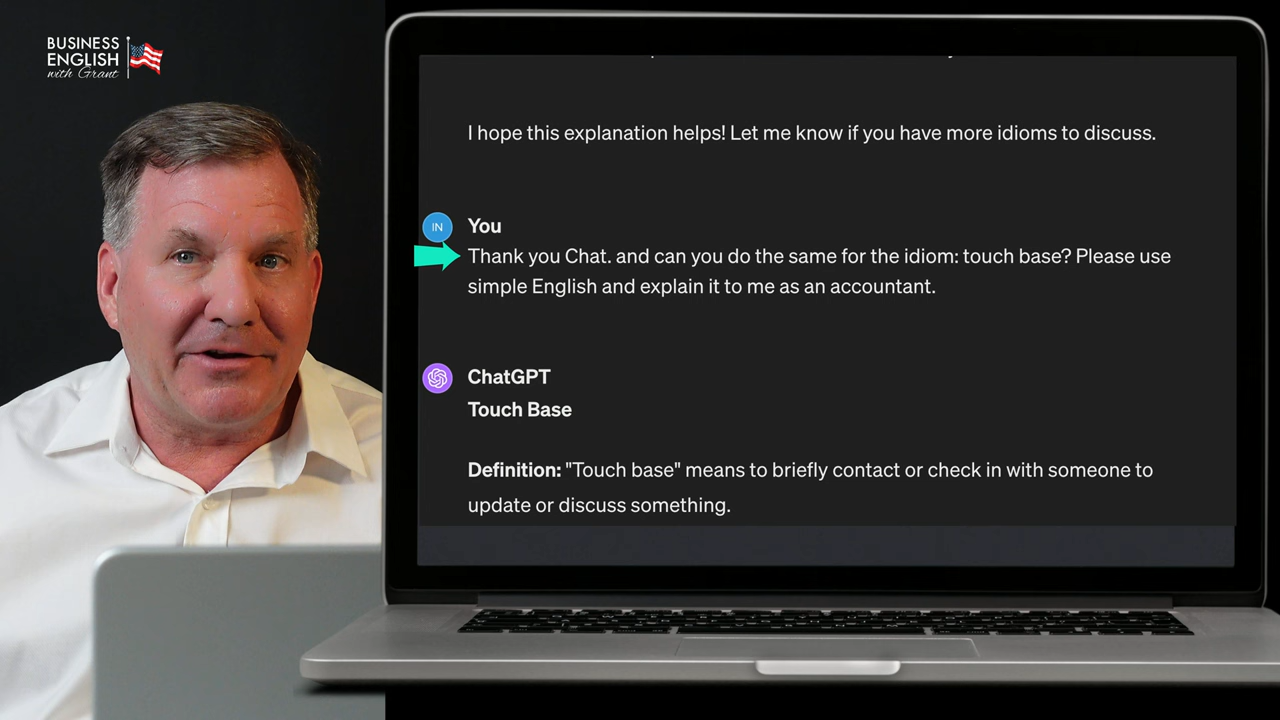 BUSINESS
ENGLISH
with Grant
I hope this explanation helps! Let me know if you have more idioms to discuss.
IN
You
Thank you Chat. and can you do the same for the idiom: touch base? Please use
simple English and explain it to me as an accountant.
ChatGPT
Touch Base
Definition: "Touch base" means to briefly contact or check in with someone to
update or discuss something.